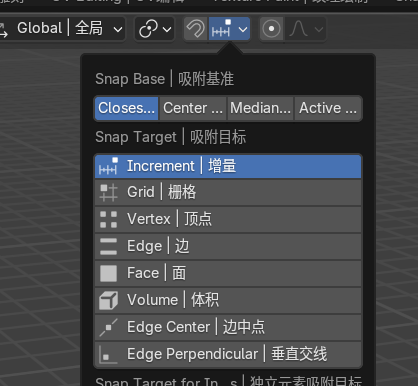 Global | 全局
Snap Base | 吸附基准
Closes... Center ... Median... Active ...
Snap Target | 吸附目标
Increment | 增量
Grid | 栅格
Vertex | 顶点
Edge | 边
Face | 面
Volume | 体积
Edge Center | 边中点
Edge Perpendicular | 垂直交线
Snap Target for In...s | 独立元素吸附目标